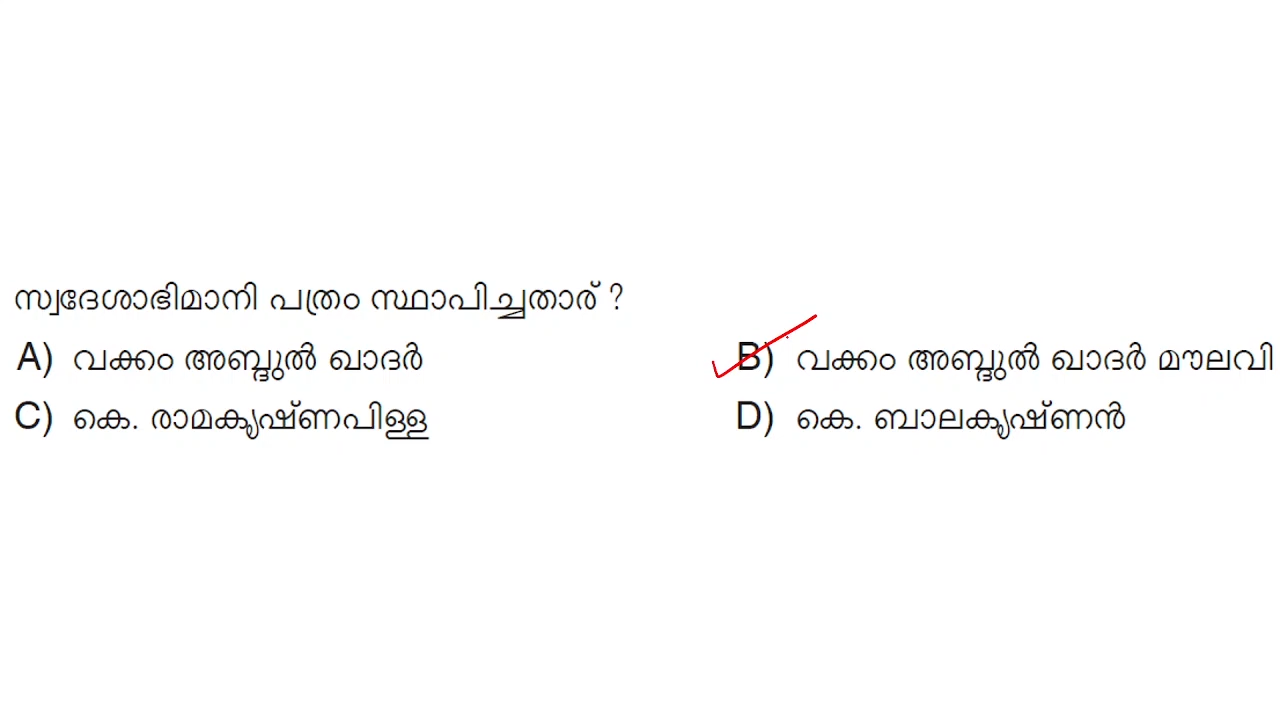 സ്വദേശാഭിമാനി പത്രം സ്ഥാപിച്ചതാര് ?
A) വക്കം അബ്ദുൽ ഖാദർ B) വക്കം അബ്ദുൽ ഖാദർ മൗലവി
C) കെ. രാമകൃഷ്ണപിള്ള D) കെ. ബാലകൃഷ്ണൻ